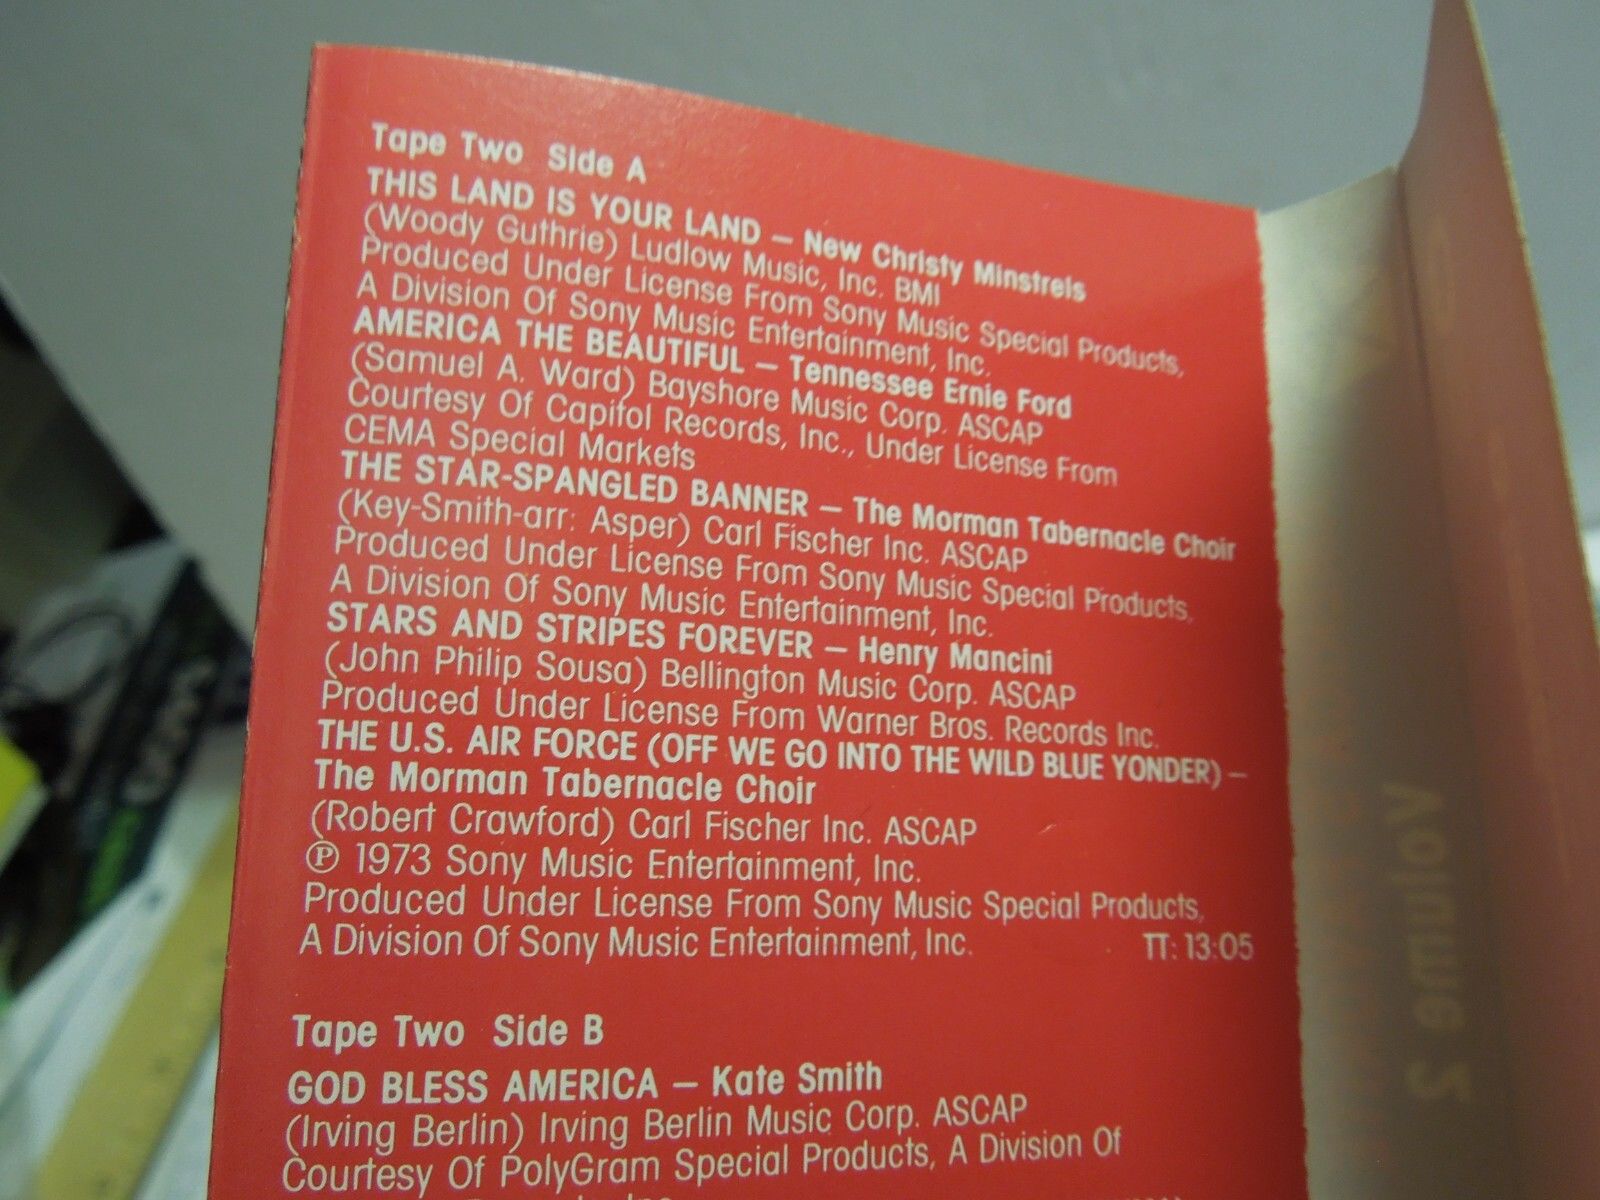 Tape Two Side A
THIS LAND IS YOUR LAND – New Christy Minstrels
(Woody Guthrie) Ludlow Music, Inc. BMI
Produced Under License From Sony Music Special Products,
A Division Of Sony Music Entertainment, Inc.
AMERICA THE BEAUTIFUL – Tennessee Ernie Ford
(Samuel A. Ward) Bayshore Music Corp. ASCAP
Courtesy Of Capitol Records, Inc., Under License From
CEMA Special Markets
THE STAR-SPANGLED BANNER – The Morman Tabernacle Choir
(Key-Smith-arr: Asper) Carl Fischer Inc. ASCAP
Produced Under License From Sony Music Special Products,
A Division Of Sony Music Entertainment, Inc.
STARS AND STRIPES FOREVER – Henry Mancini
(John Philip Sousa) Bellington Music Corp. ASCAP
Produced Under License From Warner Bros. Records Inc.
THE U.S. AIR FORCE (OFF WE GO INTO THE WILD BLUE YONDER) –
The Morman Tabernacle Choir
(Robert Crawford) Carl Fischer Inc. ASCAP
℗ 1973 Sony Music Entertainment, Inc.
Produced Under License From Sony Music Special Products,
A Division Of Sony Music Entertainment, Inc. TT: 13:05
Tape Two Side B
GOD BLESS AMERICA – Kate Smith
(Irving Berlin) Irving Berlin Music Corp. ASCAP
Courtesy Of PolyGram Special Products, A Division Of
Volume 2